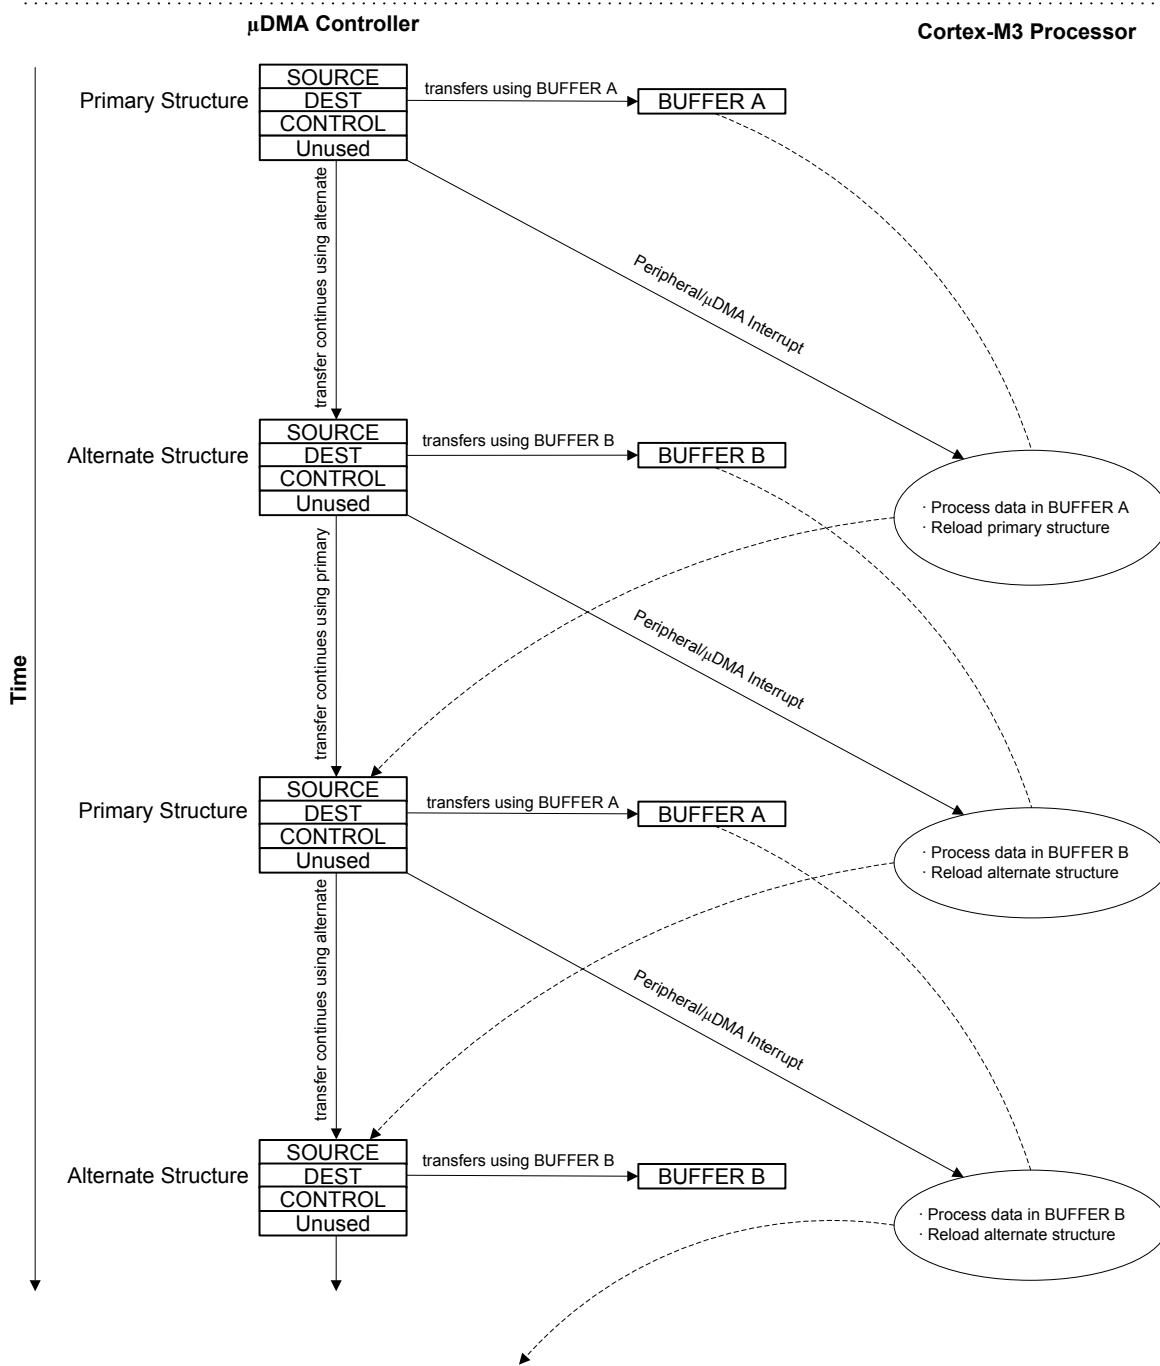 µDMA Controller
Cortex-M3 Processor
SOURCE
transfers using BUFFER A
Primary Structure
DEST
BUFFER A
CONTROL
Unused
transfer continues using alternate
Peripheral/µDMA Interrupt
SOURCE
transfers using BUFFER B
Alternate Structure
DEST
BUFFER B
CONTROL
Unused
· Process data in BUFFER A
· Reload primary structure
transfer continues using primary
Peripheral/µDMA Interrupt
Time
SOURCE
transfers using BUFFER A
Primary Structure
DEST
BUFFER A
CONTROL
Unused
· Process data in BUFFER B
· Reload alternate structure
transfer continues using alternate
Peripheral/µDMA Interrupt
SOURCE
transfers using BUFFER B
Alternate Structure
DEST
BUFFER B
CONTROL
Unused
· Process data in BUFFER B
· Reload alternate structure